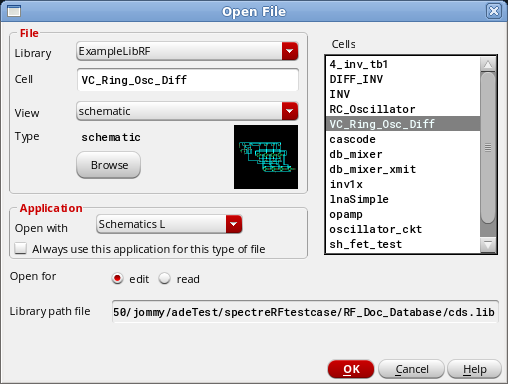 Open File
File
Library
ExampleLibRF
Cell
VC_Ring_Osc_Diff
View
schematic
Type
schematic
Browse
Application
Open with
Schematics L
Always use this application for this type of file
Cells
4_inv_tb1
DIFF_INV
INV
RC_Oscillator
VC_Ring_Osc_Diff
cascode
db_mixer
db_mixer_xmit
inv1x
lnaSimple
opamp
oscillator_ckt
sh_fet_test
Open for
edit
read
Library path file
50/jommy/adeTest/spectreRFtestcase/RF_Doc_Database/cds.lib
OK
Cancel
Help